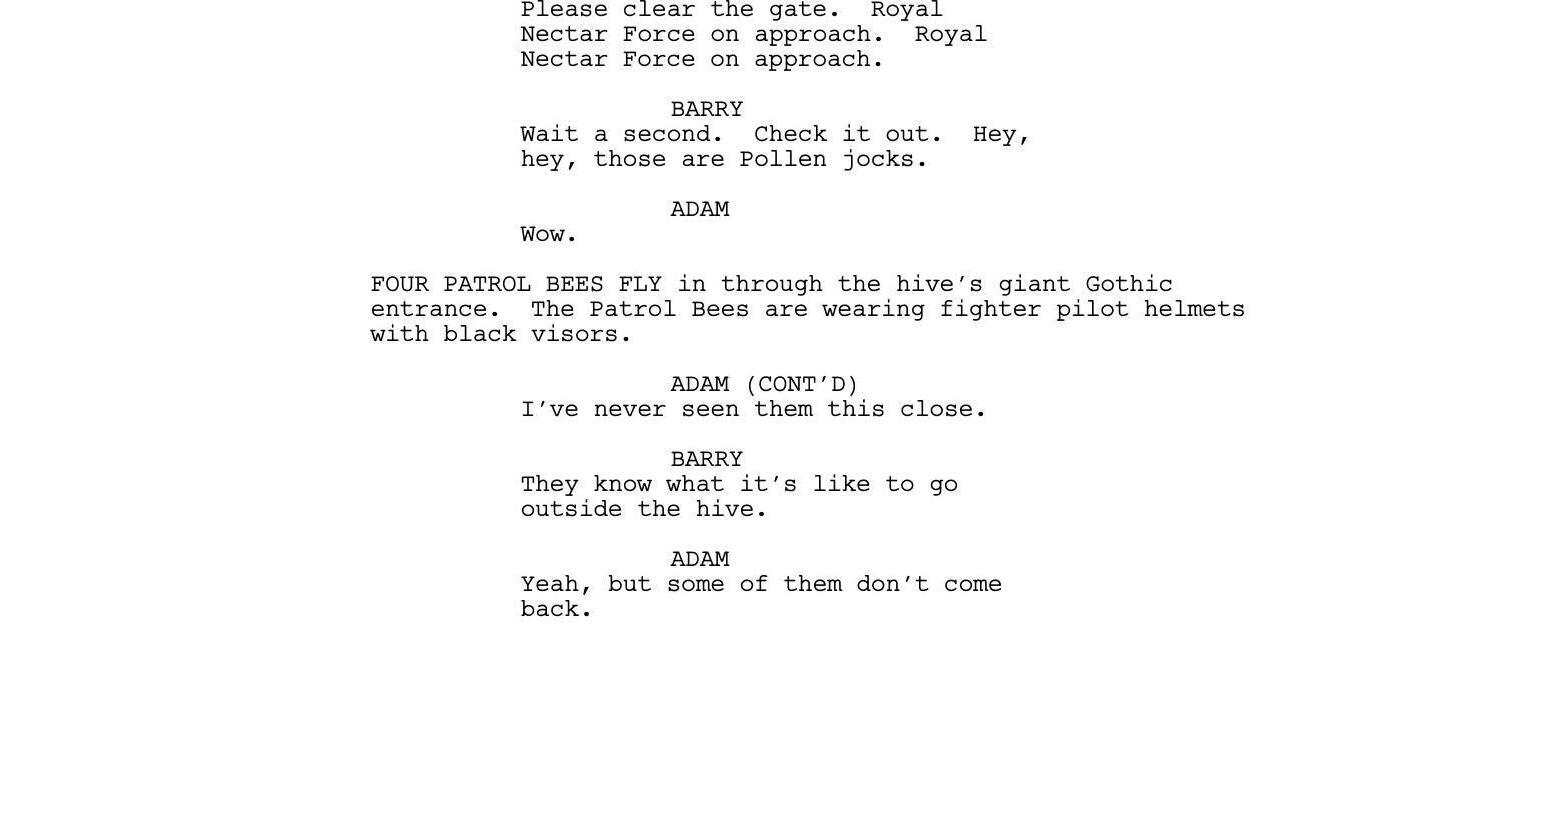 Please clear the gate.  Royal
Nectar Force on approach.  Royal
Nectar Force on approach.
BARRY
Wait a second.  Check it out.  Hey,
hey, those are Pollen jocks.
ADAM
Wow.
FOUR PATROL BEES FLY in through the hive’s giant Gothic
entrance.  The Patrol Bees are wearing fighter pilot helmets
with black visors.
ADAM (CONT’D)
I’ve never seen them this close.
BARRY
They know what it’s like to go
outside the hive.
ADAM
Yeah, but some of them don’t come
back.